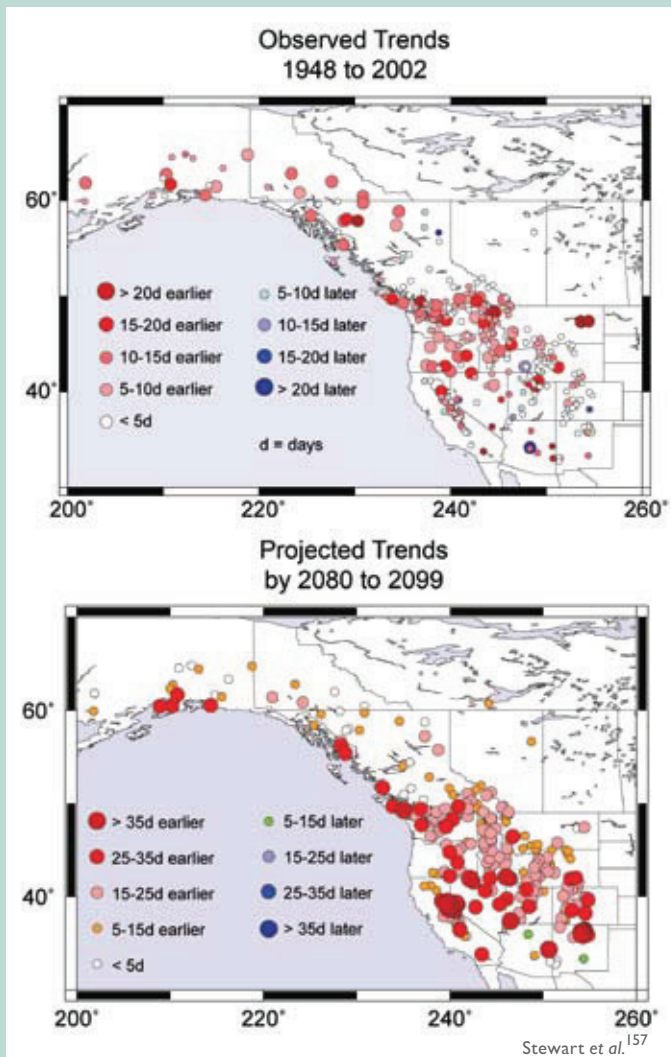 Observed Trends
1948 to 2002
60°
40°
> 20d earlier
15-20d earlier
10-15d earlier
5-10d earlier
< 5d
5-10d later
10-15d later
15-20d later
> 20d later
d = days
200°
220°
240°
260°
Projected Trends
by 2080 to 2099
60°
40°
> 35d earlier
25-35d earlier
15-25d earlier
5-15d earlier
< 5d
5-15d later
15-25d later
25-35d later
> 35d later
200°
220°
240°
260°
Stewart et al.157